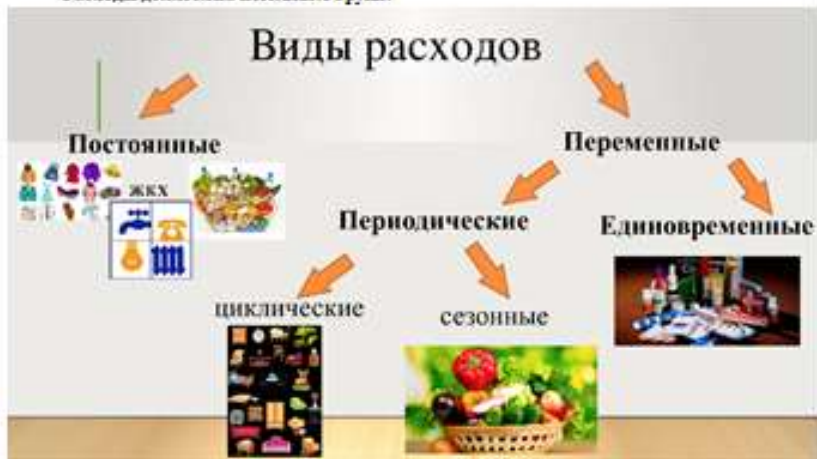 Виды расходов
Постоянные
Переменные
ЖКХ
Периодические
Единовременные
циклические
сезонные